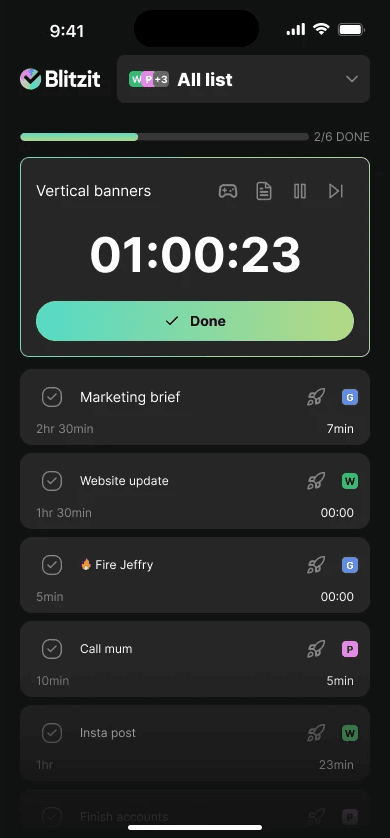 9:41
Blitzit
W P +3 All list
2/6 DONE
Vertical banners
01:00:23
Done
Marketing brief G
2hr 30min 7min
Website update W
1hr 30min 00:00
🔥 Fire Jeffry G
5min 00:00
Call mum P
10min 5min
Insta post W
1hr 23min
Finish accounts P